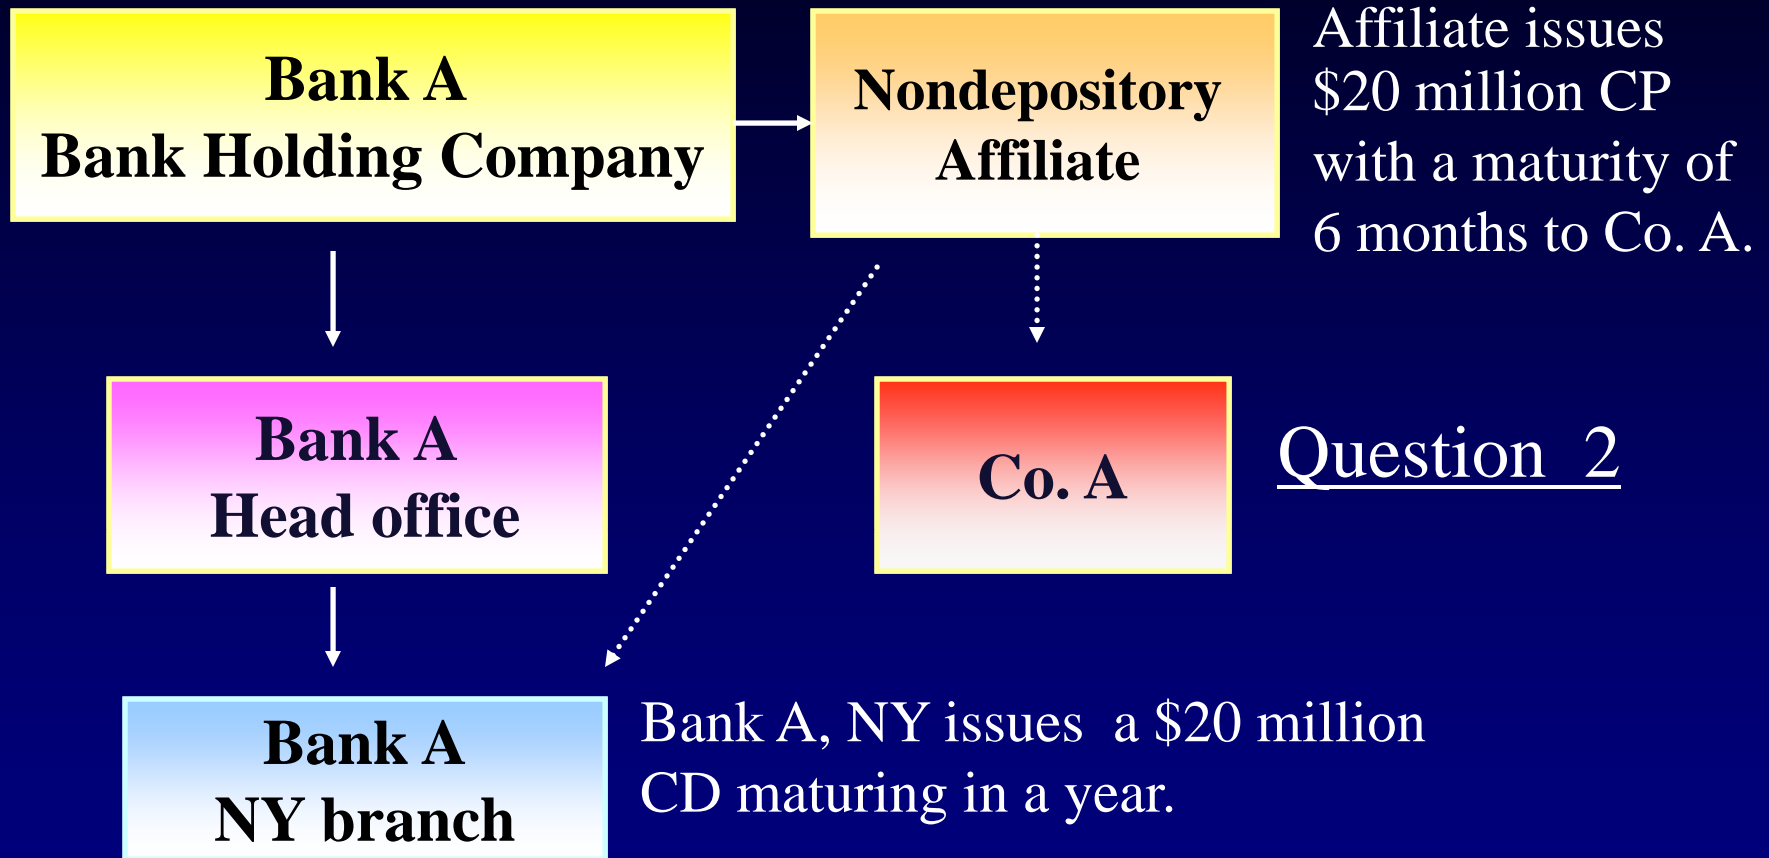 Bank A
Bank Holding Company
Nondepository
Affiliate
Affiliate issues
$20 million CP
with a maturity of
6 months to Co. A.
Bank A
Head office
Co. A
Question 2
Bank A
NY branch
Bank A, NY issues a $20 million
CD maturing in a year.